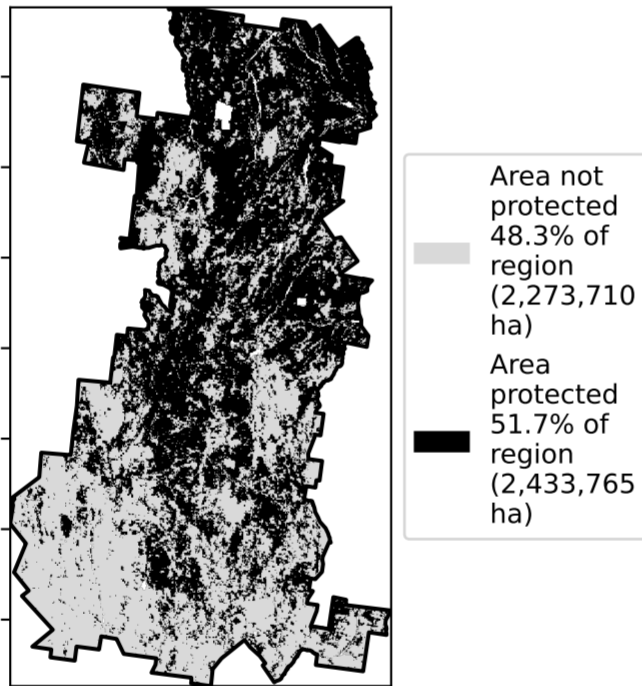 Area not
protected
48.3% of
region
(2,273,710
ha)
Area
protected
51.7% of
region
(2,433,765
ha)